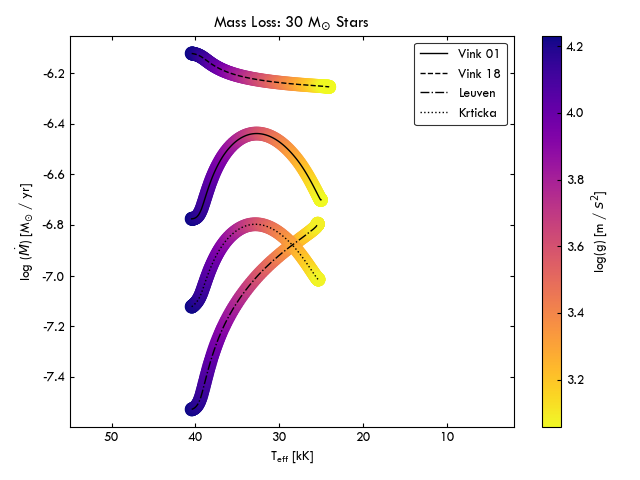 Mass Loss: 30 M⊙ Stars
Vink 01
Vink 18
Leuven
Krticka
-6.2
-6.4
-6.6
-6.8
-7.0
-7.2
-7.4
log (Ṁ) [M⊙ / yr]
50
40
30
20
10
T_eff [kK]
4.2
4.0
3.8
3.6
3.4
3.2
log(g) [m / s²]